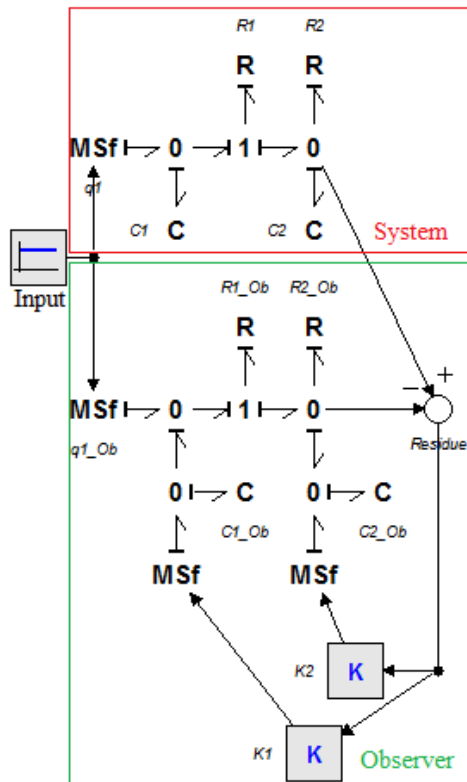 R1 R2
R R
MSf 0 1 0
q1
C1 C C2 C System
Input
R1_Ob R2_Ob
R R
− +
MSf 0 1 0
q1_Ob Residue
0 C 0 C
C1_Ob C2_Ob
MSf MSf
K2 K
K1 K Observer